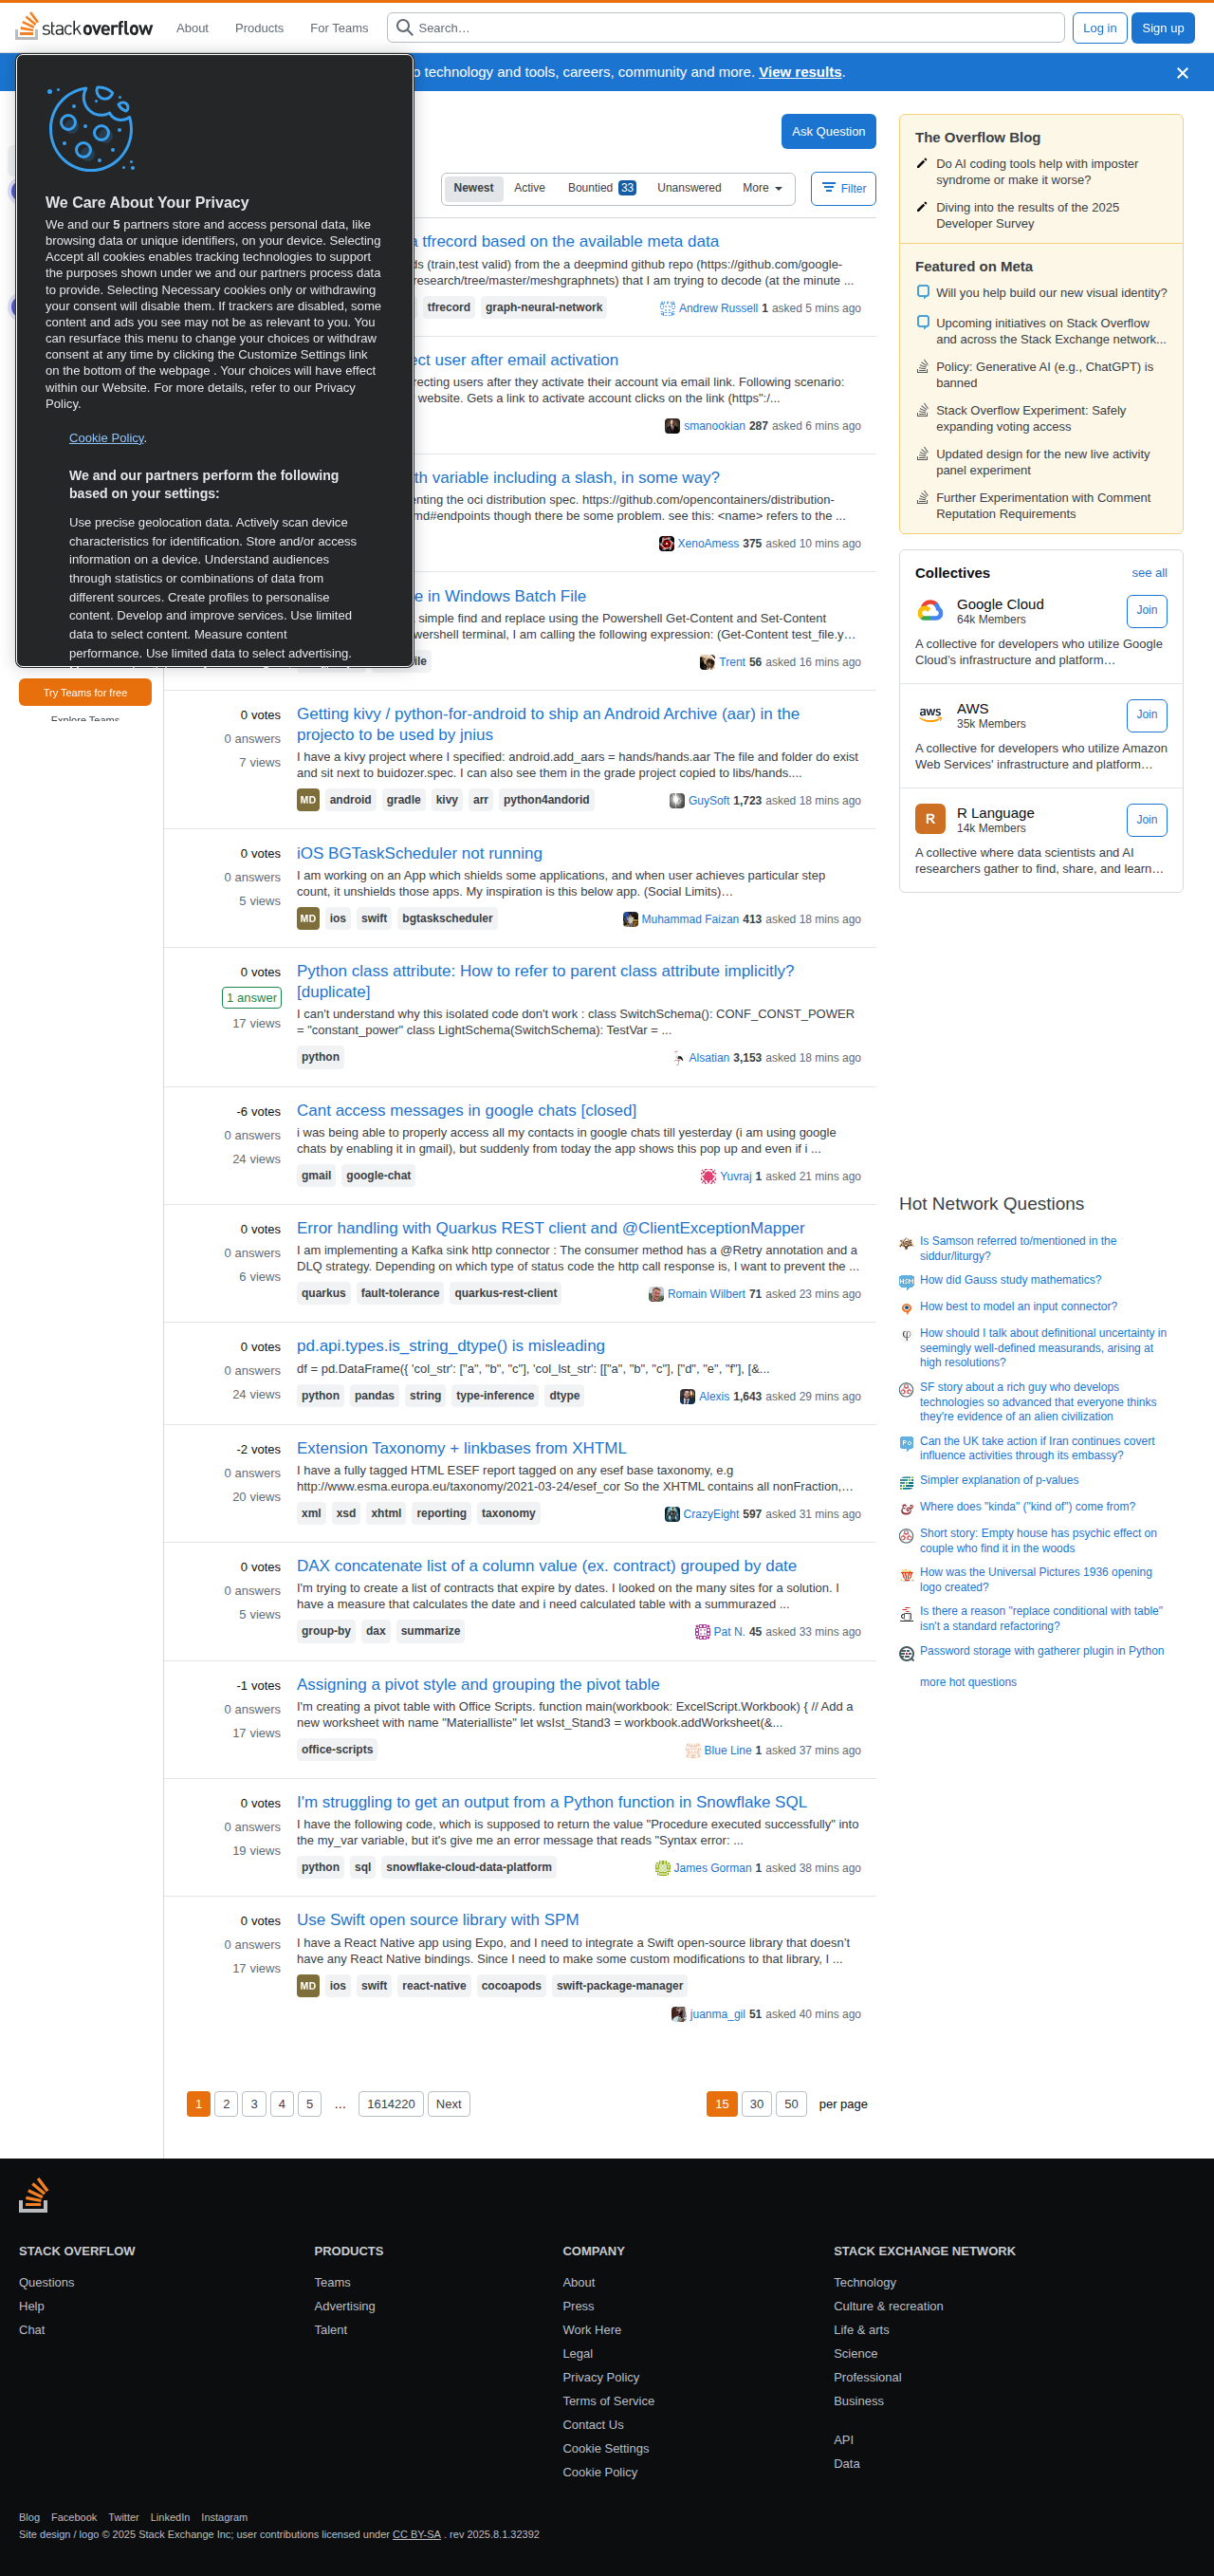 stackoverflow
About
Products
For Teams
Search…
Log in
Sign up
technology and tools, careers, community and more. View results.
We Care About Your Privacy
We and our 5 partners store and access personal data, like
browsing data or unique identifiers, on your device. Selecting
Accept all cookies enables tracking technologies to support
the purposes shown under we and our partners process data
to provide. Selecting Necessary cookies only or withdrawing
your consent will disable them. If trackers are disabled, some
content and ads you see may not be as relevant to you. You
can resurface this menu to change your choices or withdraw
consent at any time by clicking the Customize Settings link
on the bottom of the webpage . Your choices will have effect
within our Website. For more details, refer to our Privacy
Policy.
Cookie Policy.
We and our partners perform the following
based on your settings:
Use precise geolocation data. Actively scan device
characteristics for identification. Store and/or access
information on a device. Understand audiences
through statistics or combinations of data from
different sources. Create profiles to personalise
content. Develop and improve services. Use limited
data to select content. Measure content
performance. Use limited data to select advertising.
Try Teams for free
Explore Teams
Ask Question
Newest
Active
Bountied 33
Unanswered
More
Filter
tfrecord based on the available meta data
(train,test valid) from a deepmind github repo (https://github.com/google-
research/tree/master/meshgraphnets) that I am trying to decode (at the minute ...
tfrecord
graph-neural-network
Andrew Russell 1 asked 5 mins ago
user after email activation
users after they activate their account via email link. Following scenario:
website. Gets a link to activate account clicks on the link (https":/...
smanookian 287 asked 6 mins ago
variable including a slash, in some way?
the oci distribution spec. https://github.com/opencontainers/distribution-
md#endpoints though there be some problem. see this: <name> refers to the ...
XenoAmess 375 asked 10 mins ago
in Windows Batch File
simple find and replace using the Powershell Get-Content and Set-Content
terminal, I am calling the following expression: (Get-Content test_file.y…
Trent 56 asked 16 mins ago
0 votes
0 answers
7 views
Getting kivy / python-for-android to ship an Android Archive (aar) in the
projecto to be used by jnius
I have a kivy project where I specified: android.add_aars = hands/hands.aar The file and folder do exist
and sit next to buidozer.spec. I can also see them in the grade project copied to libs/hands....
MD
android
gradle
kivy
arr
python4andorid
GuySoft 1,723 asked 18 mins ago
0 votes
0 answers
5 views
iOS BGTaskScheduler not running
I am working on an App which shields some applications, and when user achieves particular step
count, it unshields those apps. My inspiration is this below app. (Social Limits)…
MD
ios
swift
bgtaskscheduler
Muhammad Faizan 413 asked 18 mins ago
0 votes
1 answer
17 views
Python class attribute: How to refer to parent class attribute implicitly?
[duplicate]
I can't understand why this isolated code don't work : class SwitchSchema(): CONF_CONST_POWER
= "constant_power" class LightSchema(SwitchSchema): TestVar = ...
python
Alsatian 3,153 asked 18 mins ago
-6 votes
0 answers
24 views
Cant access messages in google chats [closed]
i was being able to properly access all my contacts in google chats till yesterday (i am using google
chats by enabling it in gmail), but suddenly from today the app shows this pop up and even if i ...
gmail
google-chat
Yuvraj 1 asked 21 mins ago
0 votes
0 answers
6 views
Error handling with Quarkus REST client and @ClientExceptionMapper
I am implementing a Kafka sink http connector : The consumer method has a @Retry annotation and a
DLQ strategy. Depending on which type of status code the http call response is, I want to prevent the ...
quarkus
fault-tolerance
quarkus-rest-client
Romain Wilbert 71 asked 23 mins ago
0 votes
0 answers
24 views
pd.api.types.is_string_dtype() is misleading
df = pd.DataFrame({ 'col_str': ["a", "b", "c"], 'col_lst_str': [["a", "b", "c"], ["d", "e", "f"], [&...
python
pandas
string
type-inference
dtype
Alexis 1,643 asked 29 mins ago
-2 votes
0 answers
20 views
Extension Taxonomy + linkbases from XHTML
I have a fully tagged HTML ESEF report tagged on any esef base taxonomy, e.g
http://www.esma.europa.eu/taxonomy/2021-03-24/esef_cor So the XHTML contains all nonFraction,…
xml
xsd
xhtml
reporting
taxonomy
CrazyEight 597 asked 31 mins ago
0 votes
0 answers
5 views
DAX concatenate list of a column value (ex. contract) grouped by date
I'm trying to create a list of contracts that expire by dates. I looked on the many sites for a solution. I
have a measure that calculates the date and i need calculated table with a summurazed ...
group-by
dax
summarize
Pat N. 45 asked 33 mins ago
-1 votes
0 answers
17 views
Assigning a pivot style and grouping the pivot table
I'm creating a pivot table with Office Scripts. function main(workbook: ExcelScript.Workbook) { // Add a
new worksheet with name "Materialliste" let wsIst_Stand3 = workbook.addWorksheet(&...
office-scripts
Blue Line 1 asked 37 mins ago
0 votes
0 answers
19 views
I'm struggling to get an output from a Python function in Snowflake SQL
I have the following code, which is supposed to return the value "Procedure executed successfully" into
the my_var variable, but it's give me an error message that reads "Syntax error: ...
python
sql
snowflake-cloud-data-platform
James Gorman 1 asked 38 mins ago
0 votes
0 answers
17 views
Use Swift open source library with SPM
I have a React Native app using Expo, and I need to integrate a Swift open-source library that doesn't
have any React Native bindings. Since I need to make some custom modifications to that library, I ...
MD
ios
swift
react-native
cocoapods
swift-package-manager
juanma_gil 51 asked 40 mins ago
1 2 3 4 5 … 1614220 Next
15 30 50 per page
The Overflow Blog
Do AI coding tools help with imposter
syndrome or make it worse?
Diving into the results of the 2025
Developer Survey
Featured on Meta
Will you help build our new visual identity?
Upcoming initiatives on Stack Overflow
and across the Stack Exchange network...
Policy: Generative AI (e.g., ChatGPT) is
banned
Stack Overflow Experiment: Safely
expanding voting access
Updated design for the new live activity
panel experiment
Further Experimentation with Comment
Reputation Requirements
Collectives
see all
Google Cloud
64k Members
Join
A collective for developers who utilize Google
Cloud's infrastructure and platform…
aws
AWS
35k Members
Join
A collective for developers who utilize Amazon
Web Services' infrastructure and platform…
R
R Language
14k Members
Join
A collective where data scientists and AI
researchers gather to find, share, and learn…
Hot Network Questions
Is Samson referred to/mentioned in the
siddur/liturgy?
How did Gauss study mathematics?
How best to model an input connector?
How should I talk about definitional uncertainty in
seemingly well-defined measurands, arising at
high resolutions?
SF story about a rich guy who develops
technologies so advanced that everyone thinks
they're evidence of an alien civilization
Can the UK take action if Iran continues covert
influence activities through its embassy?
Simpler explanation of p-values
Where does "kinda" ("kind of") come from?
Short story: Empty house has psychic effect on
couple who find it in the woods
How was the Universal Pictures 1936 opening
logo created?
Is there a reason "replace conditional with table"
isn't a standard refactoring?
Password storage with gatherer plugin in Python
more hot questions
STACK OVERFLOW
Questions
Help
Chat
PRODUCTS
Teams
Advertising
Talent
COMPANY
About
Press
Work Here
Legal
Privacy Policy
Terms of Service
Contact Us
Cookie Settings
Cookie Policy
STACK EXCHANGE NETWORK
Technology
Culture & recreation
Life & arts
Science
Professional
Business
API
Data
Blog Facebook Twitter LinkedIn Instagram
Site design / logo © 2025 Stack Exchange Inc; user contributions licensed under CC BY-SA . rev 2025.8.1.32392